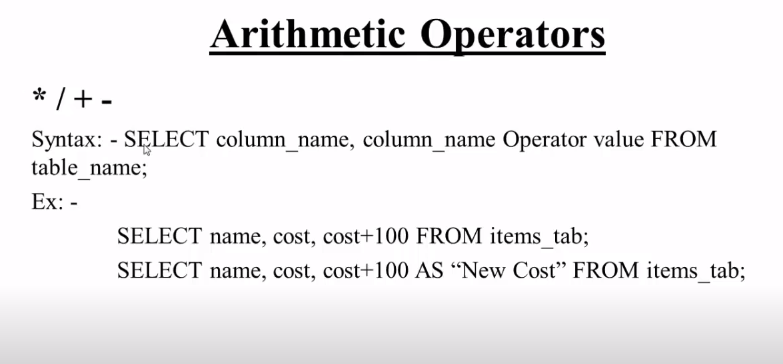 Arithmetic Operators
* / + -
Syntax: - SELECT column_name, column_name Operator value FROM
table_name;
Ex: -
SELECT name, cost, cost+100 FROM items_tab;
SELECT name, cost, cost+100 AS “New Cost” FROM items_tab;